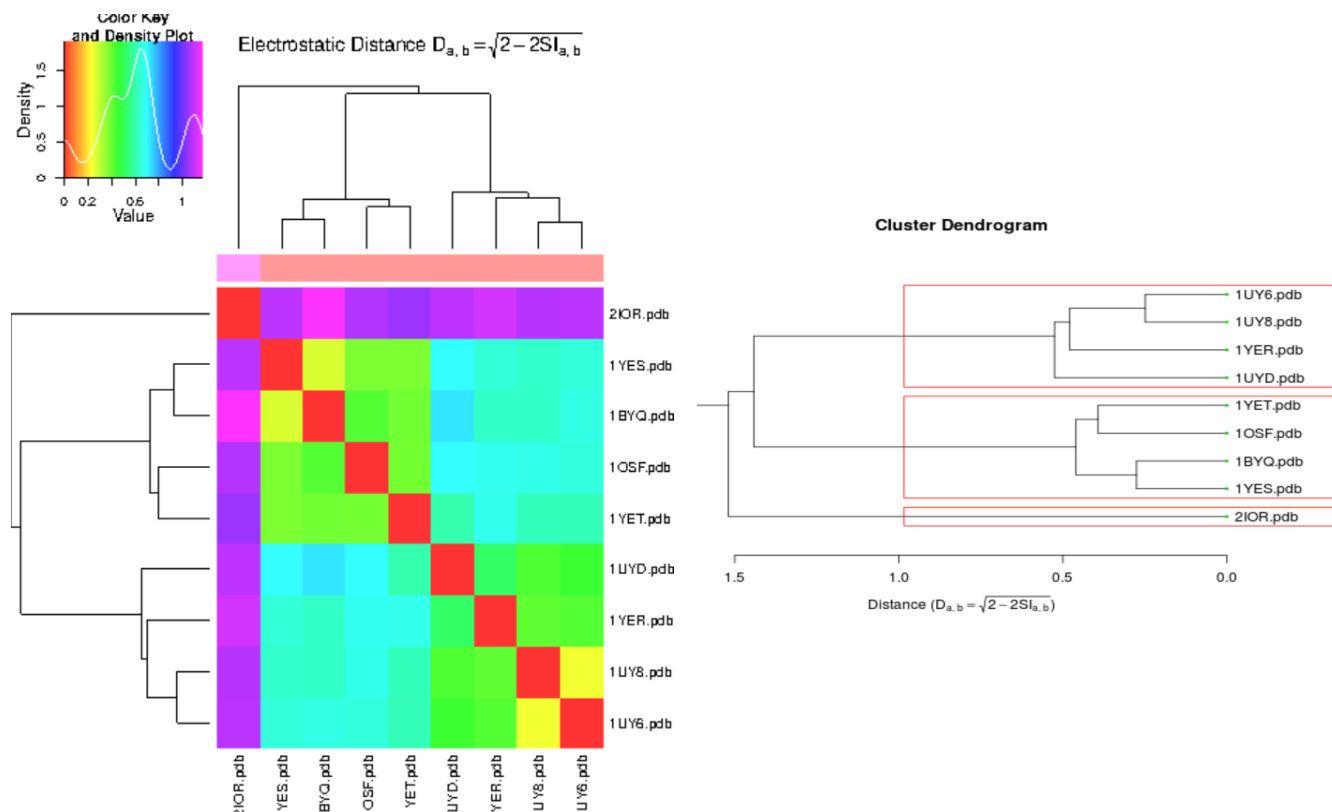 Color Key
and Density Plot
Density
0 0.5 1 1.5
0 0.2 0.6 1
Value
Electrostatic Distance D a, b = √2 − 2SI a, b
2IOR.pdb
1YES.pdb
1BYQ.pdb
1OSF.pdb
1YET.pdb
1UYD.pdb
1YER.pdb
1UY8.pdb
1UY6.pdb
2IOR.pdb
YES.pdb
BYQ.pdb
OSF.pdb
YET.pdb
UYD.pdb
YER.pdb
UY8.pdb
UY6.pdb
Cluster Dendrogram
1UY6.pdb
1UY8.pdb
1YER.pdb
1UYD.pdb
1YET.pdb
1OSF.pdb
1BYQ.pdb
1YES.pdb
2IOR.pdb
1.5 1.0 0.5 0.0
Distance (D a, b = √2 − 2SI a, b)